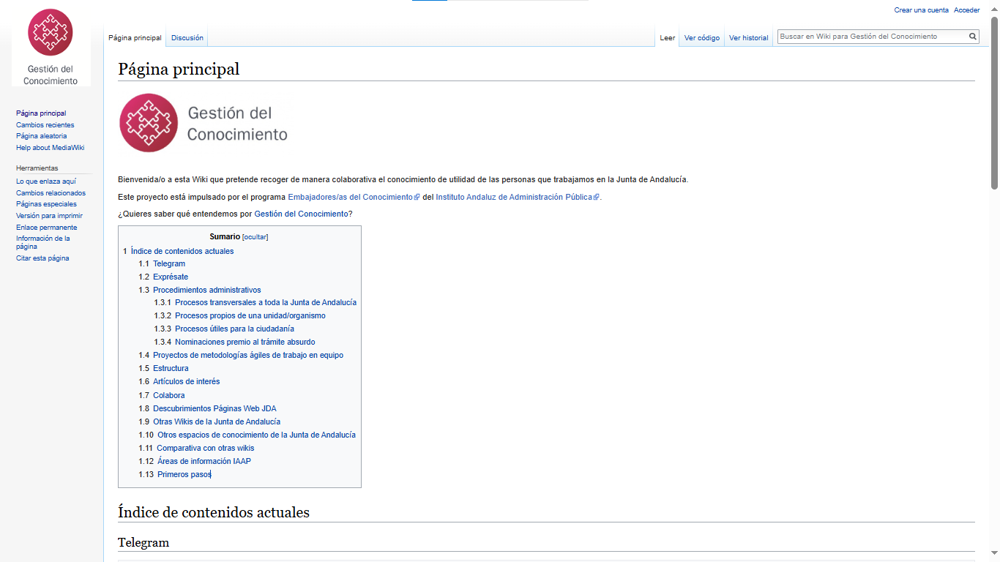 Crear una cuenta Acceder
Gestión del
Conocimiento
Página principal Discusión Leer Ver código Ver historial Buscar en Wiki para Gestión del Conocimiento
Página principal
Cambios recientes
Página aleatoria
Help about MediaWiki
Herramientas
Lo que enlaza aquí
Cambios relacionados
Páginas especiales
Versión para imprimir
Enlace permanente
Información de la
página
Citar esta página
Página principal
Gestión del
Conocimiento
Bienvenida/o a esta Wiki que pretende recoger de manera colaborativa el conocimiento de utilidad de las personas que trabajamos en la Junta de Andalucía.
Este proyecto está impulsado por el programa Embajadores/as del Conocimiento del Instituto Andaluz de Administración Pública.
¿Quieres saber qué entendemos por Gestión del Conocimiento?
Sumario [ocultar]
1 Índice de contenidos actuales
1.1 Telegram
1.2 Exprésate
1.3 Procedimientos administrativos
1.3.1 Procesos transversales a toda la Junta de Andalucía
1.3.2 Procesos propios de una unidad/organismo
1.3.3 Procesos útiles para la ciudadanía
1.3.4 Nominaciones premio al trámite absurdo
1.4 Proyectos de metodologías ágiles de trabajo en equipo
1.5 Estructura
1.6 Artículos de interés
1.7 Colabora
1.8 Descubrimientos Páginas Web JDA
1.9 Otras Wikis de la Junta de Andalucía
1.10 Otros espacios de conocimiento de la Junta de Andalucía
1.11 Comparativa con otras wikis
1.12 Áreas de información IAAP
1.13 Primeros pasos
Índice de contenidos actuales
Telegram